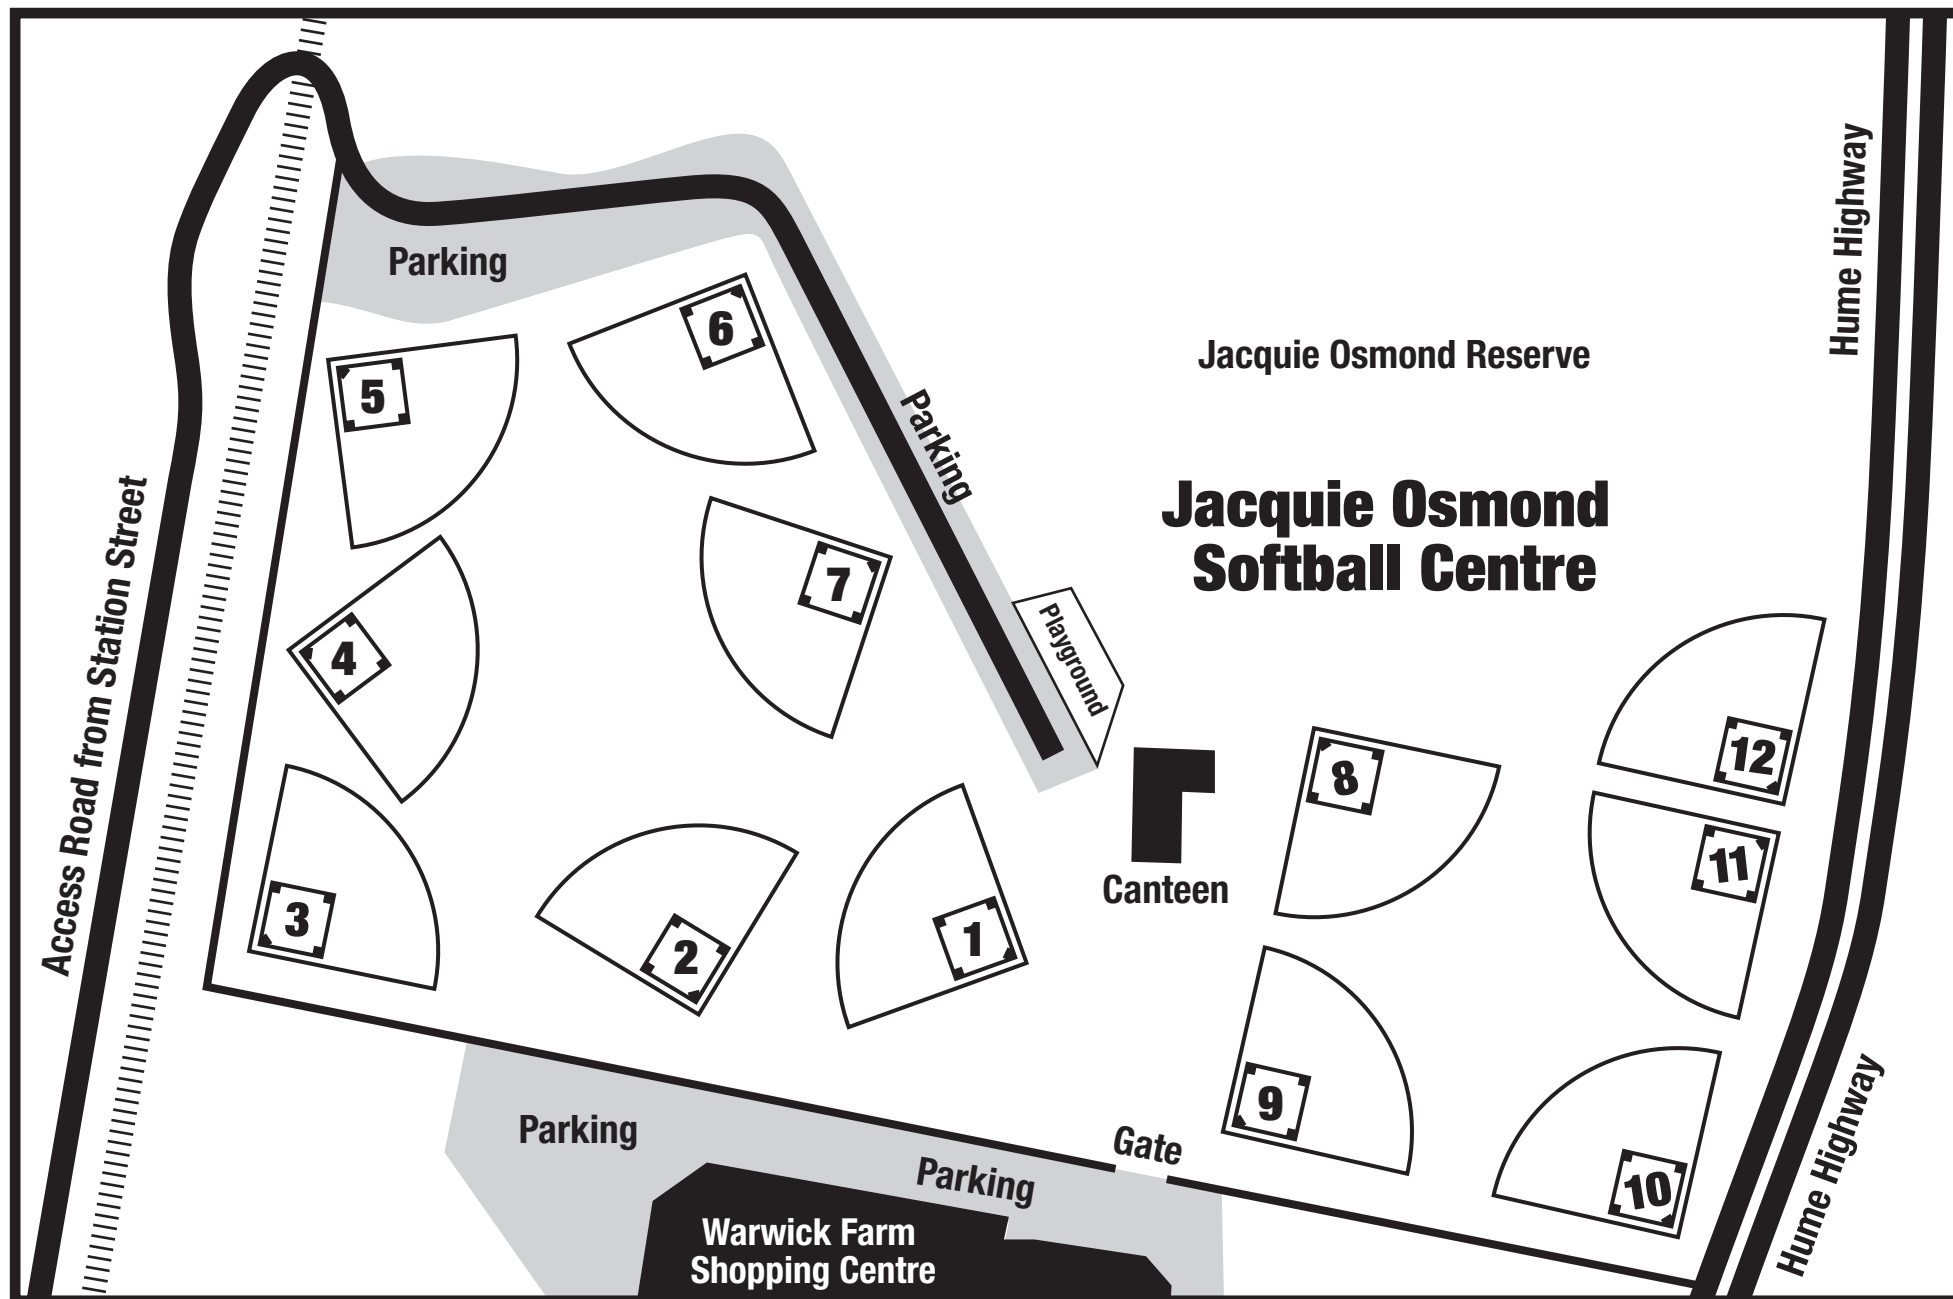 Hume Highway
Parking
6
Jacquie Osmond Reserve
5
Parking
Jacquie Osmond
Softball Centre
Access Road from Station Street
7
Playground
4
12
8
11
Canteen
3
2
1
9
Hume Highway
Parking
Gate
Parking
10
Warwick Farm
Shopping Centre